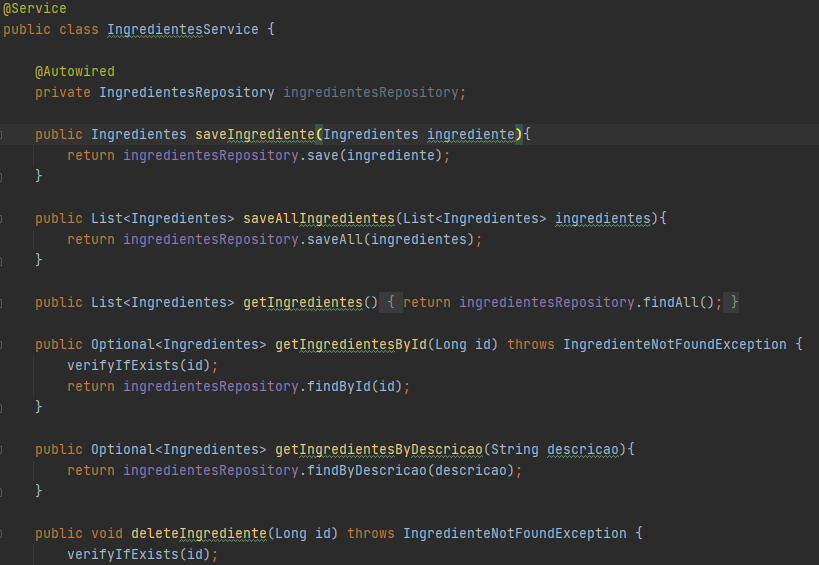 @Service
public class IngredientesService {
@Autowired
private IngredientesRepository ingredientesRepository;
public Ingredientes saveIngrediente(Ingredientes ingrediente){
return ingredientesRepository.save(ingrediente);
}
public List<Ingredientes> saveAllIngredientes(List<Ingredientes> ingredientes){
return ingredientesRepository.saveAll(ingredientes);
}
public List<Ingredientes> getIngredientes() { return ingredientesRepository.findAll(); }
public Optional<Ingredientes> getIngredientesById(Long id) throws IngredienteNotFoundException {
verifyIfExists(id);
return ingredientesRepository.findById(id);
}
public Optional<Ingredientes> getIngredientesByDescricao(String descricao){
return ingredientesRepository.findByDescricao(descricao);
}
public void deleteIngrediente(Long id) throws IngredienteNotFoundException {
verifyIfExists(id);